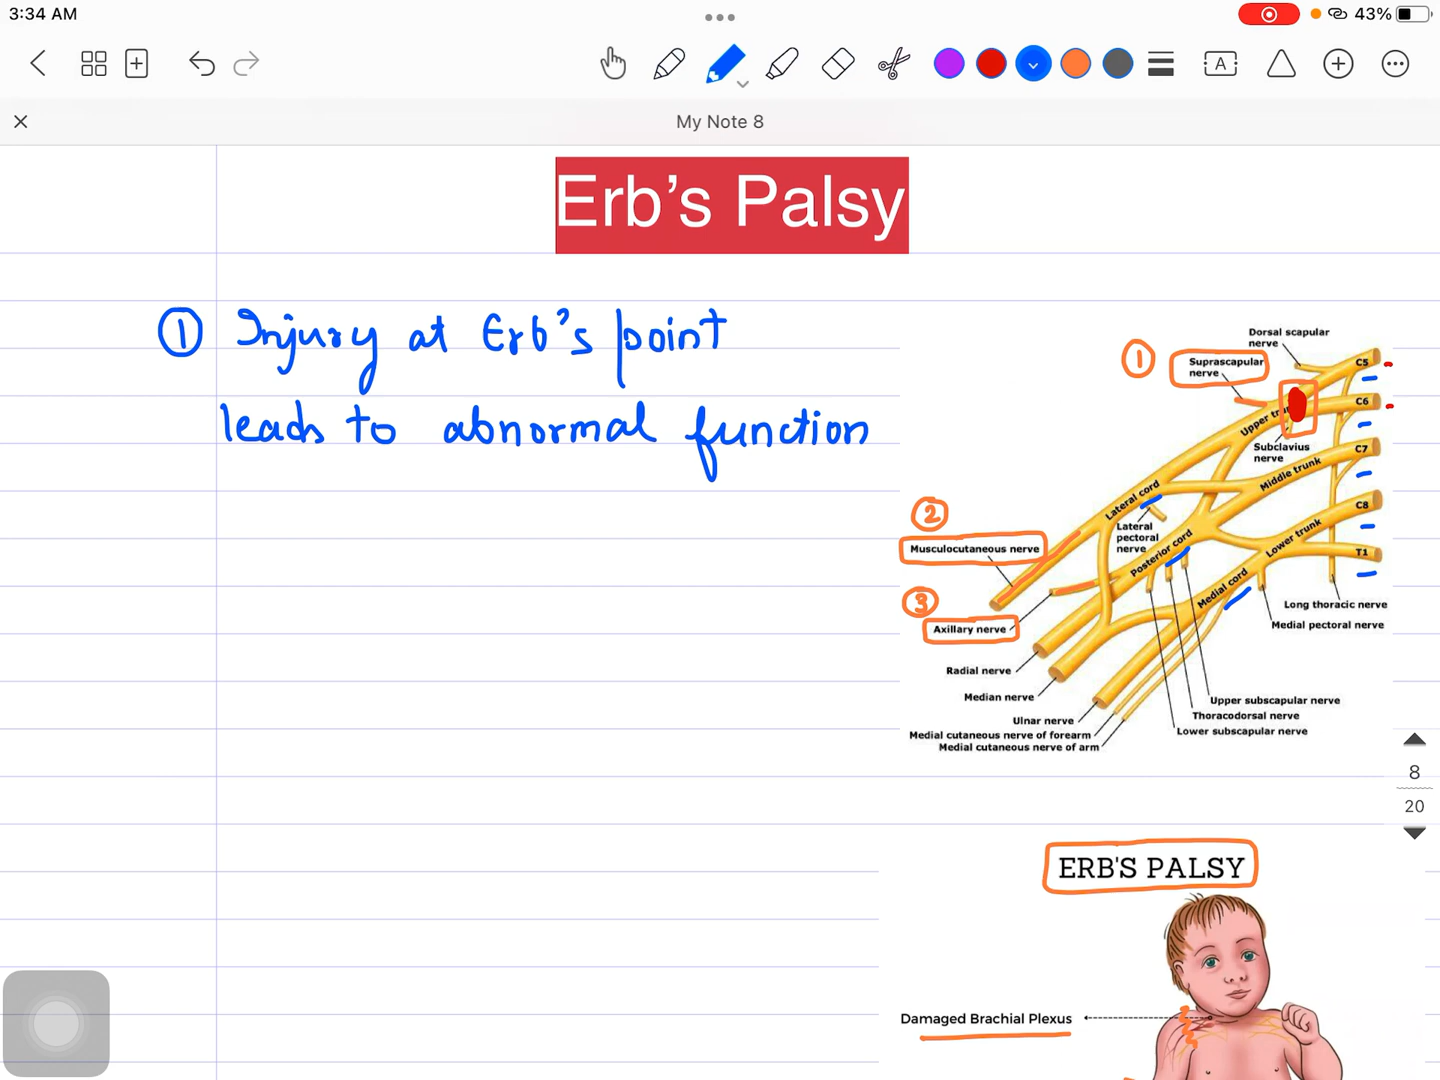 3:34 AM
43%
My Note 8
Erb's Palsy
① Injury at Erb's point
leads to abnormal function
Dorsal scapular
nerve
①
Suprascapular
nerve
C5
C6
Upper tru
Subclavius
nerve
C7
Middle trunk
Lateral cord
C8
②
Lateral
pectoral
nerve
Lower trunk
Musculocutaneous nerve
Posterior cord
T1
Medial cord
③
Long thoracic nerve
Axillary nerve
Medial pectoral nerve
Radial nerve
Median nerve
Upper subscapular nerve
Ulnar nerve
Thoracodorsal nerve
Medial cutaneous nerve of forearm
Lower subscapular nerve
Medial cutaneous nerve of arm
8
20
ERB'S PALSY
Damaged Brachial Plexus